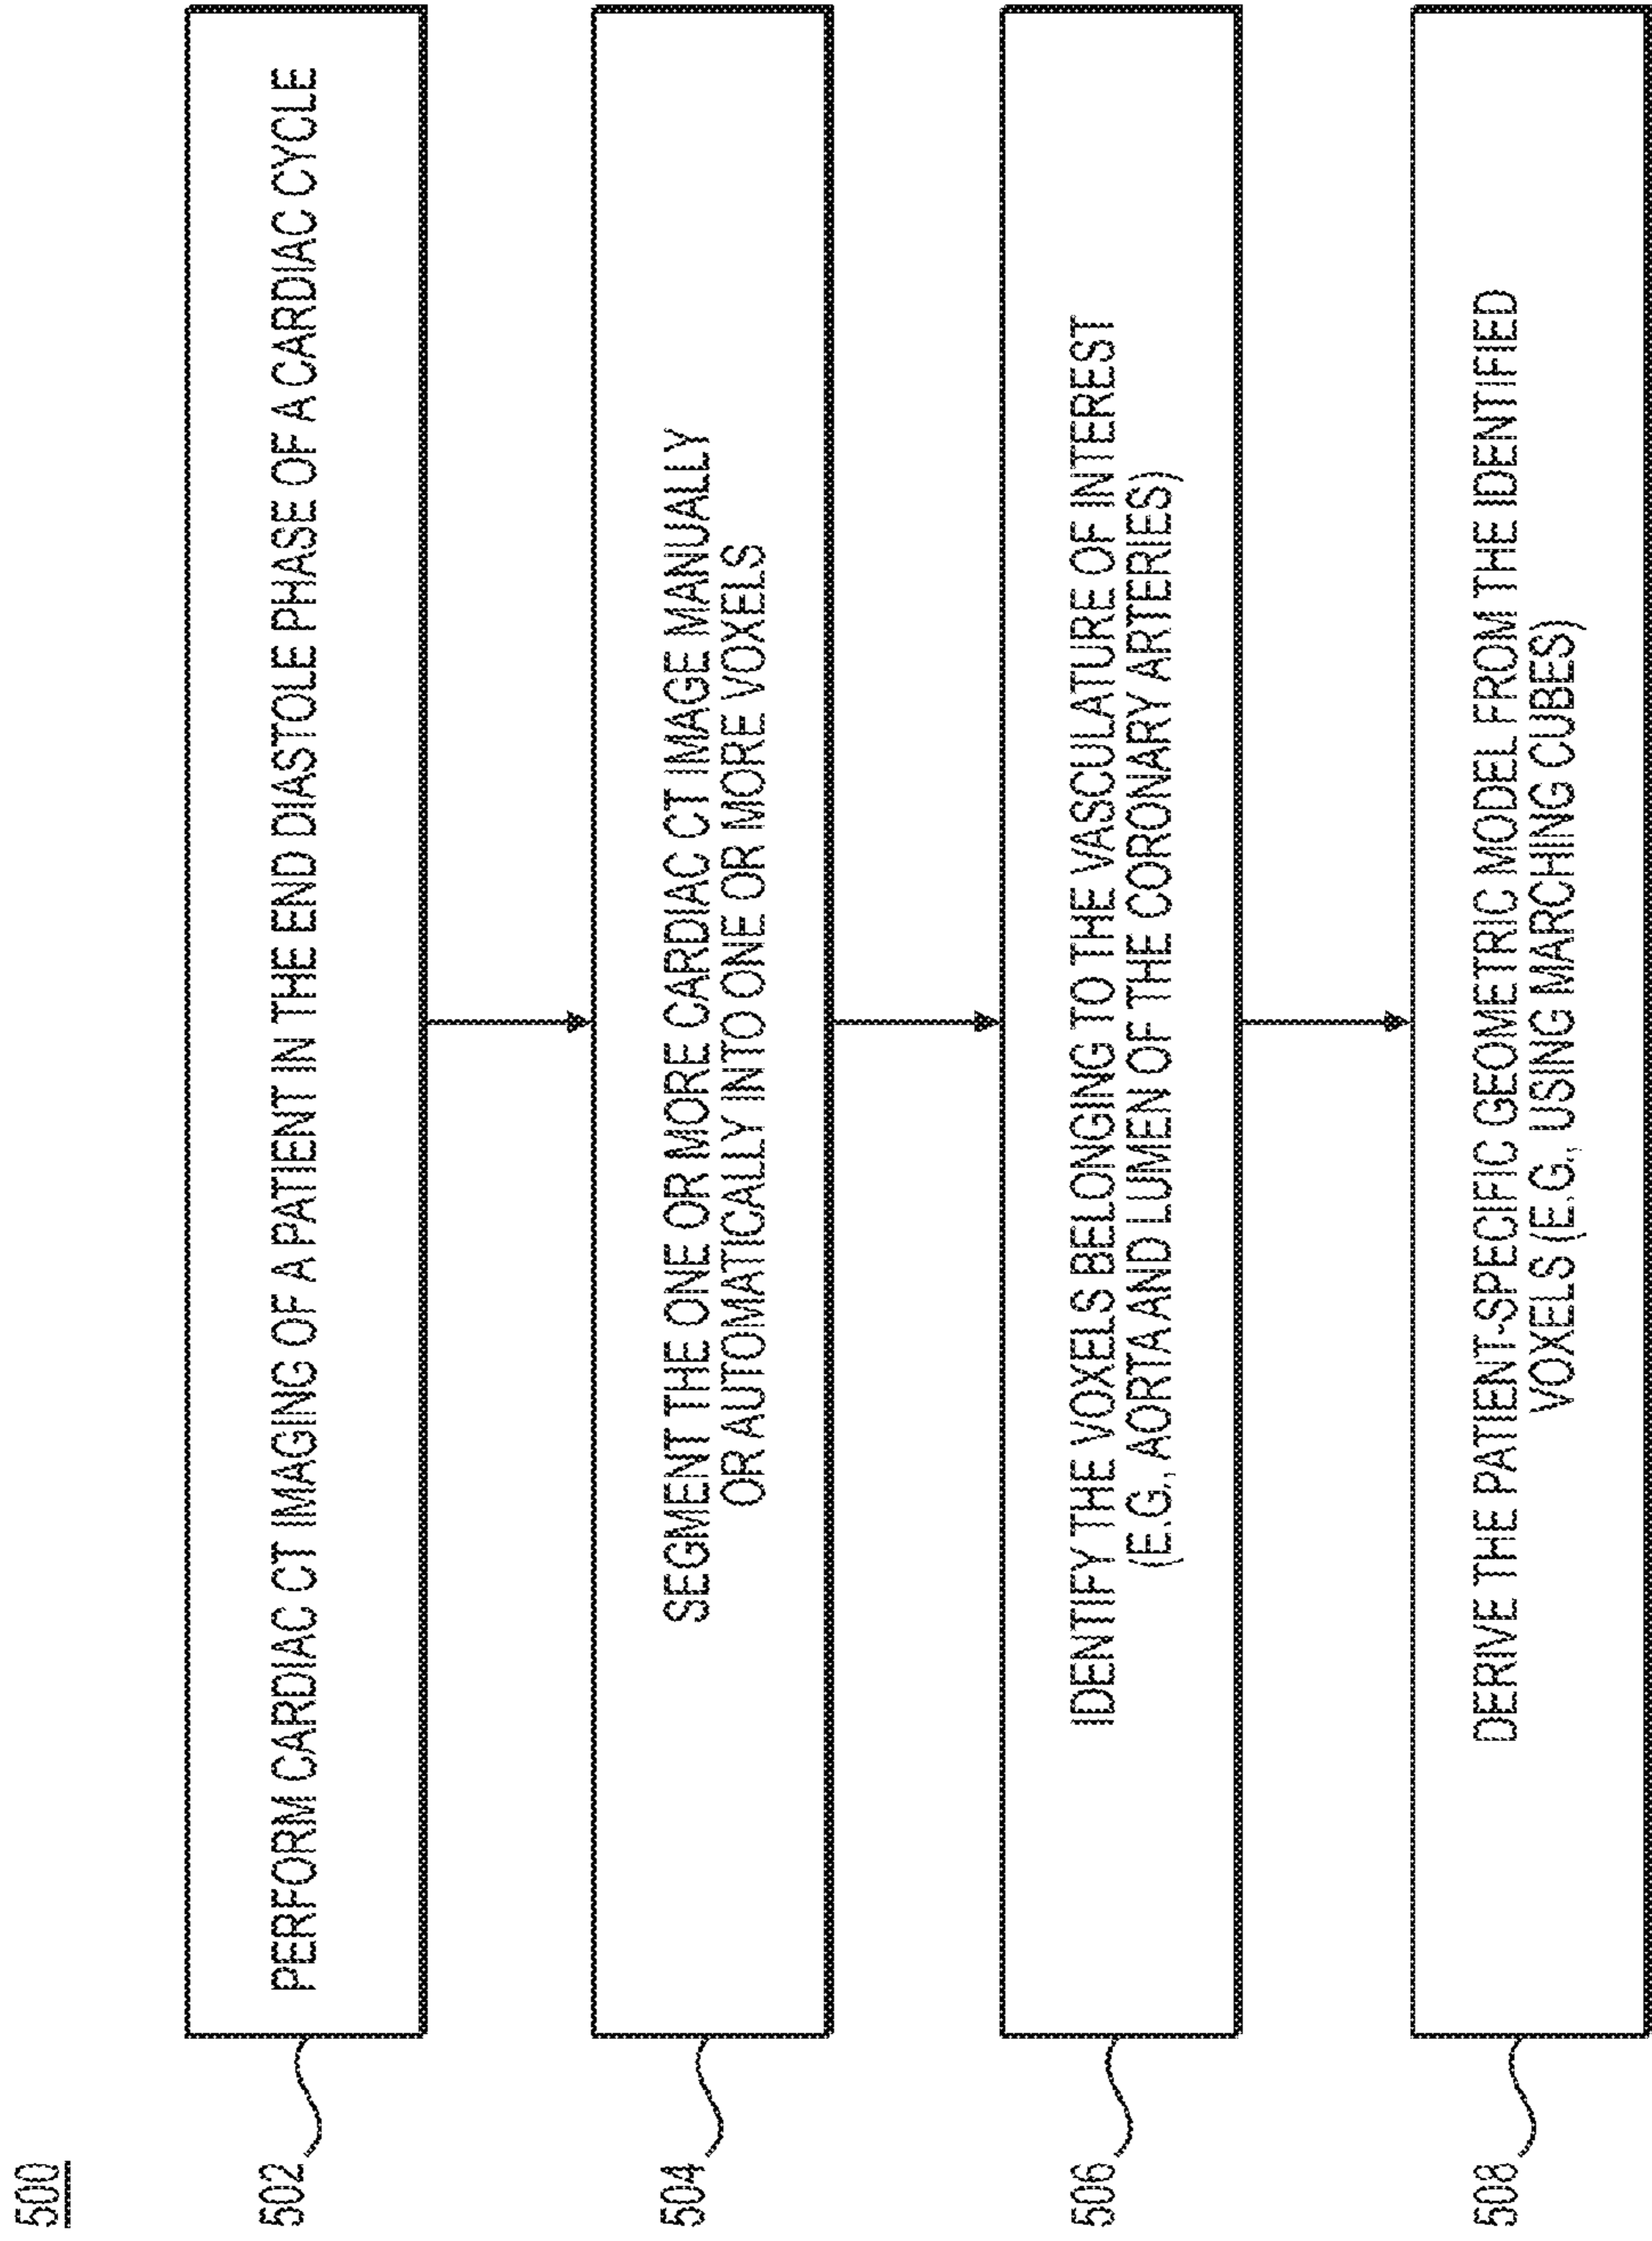 500
502
PERFORM CARDIAC CT IMAGING OF A PATIENT IN THE END DIASTOLE PHASE OF A CARDIAC CYCLE
504
SEGMENT THE ONE OR MORE CARDIAC CT IMAGE MANUALLY
OR AUTOMATICALLY INTO ONE OR MORE VOXELS
506
IDENTIFY THE VOXELS BELONGING TO THE VASCULATURE OF INTEREST
(E.G., AORTA AND LUMEN OF THE CORONARY ARTERIES)
508
DERIVE THE PATIENT-SPECIFIC GEOMETRIC MODEL FROM THE IDENTIFIED
VOXELS (E.G., USING MARCHING CUBES)